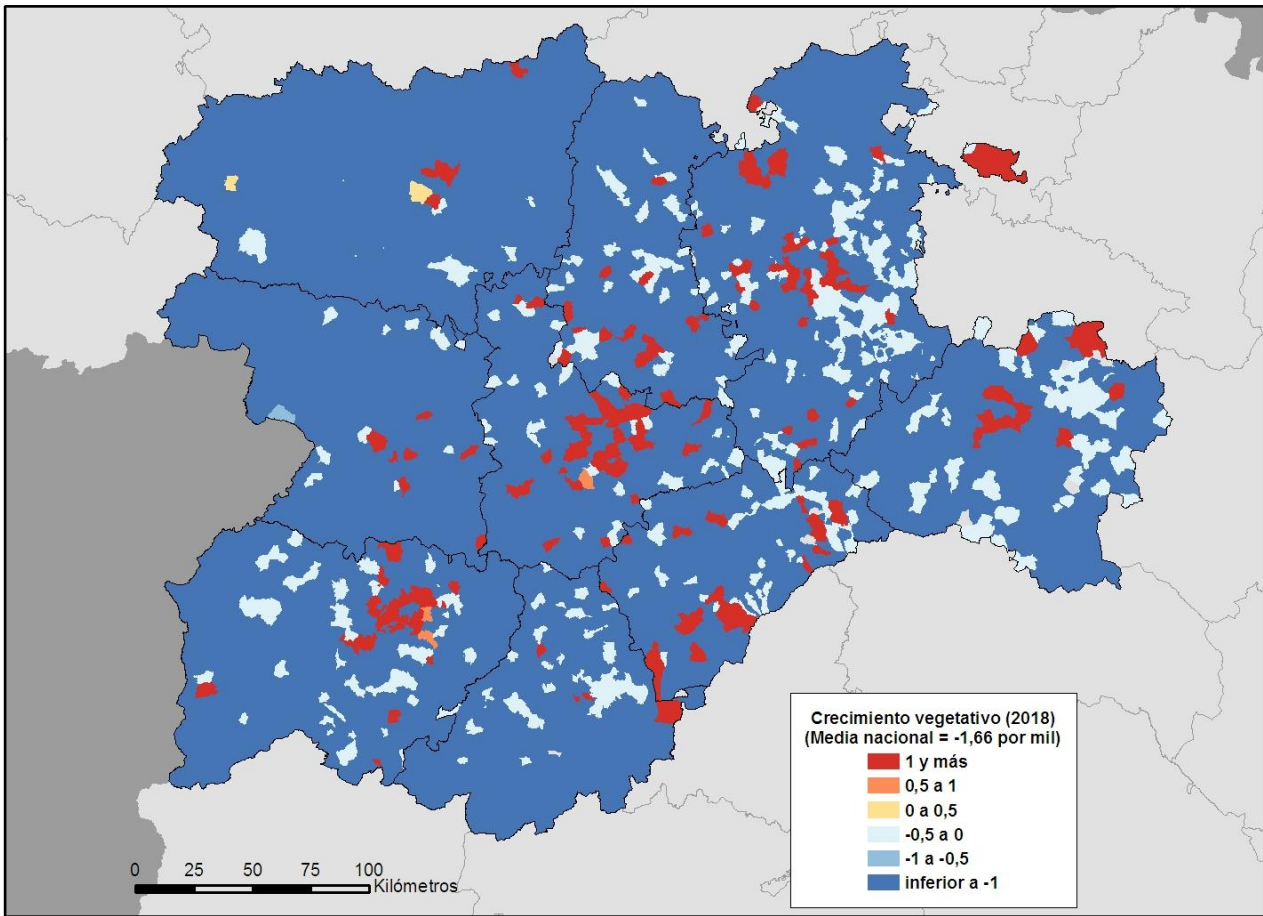 Crecimiento vegetativo (2018)
(Media nacional = -1,66 por mil)
1 y más
0,5 a 1
0 a 0,5
-0,5 a 0
-1 a -0,5
inferior a -1
0 25 50 75 100
Kilómetros